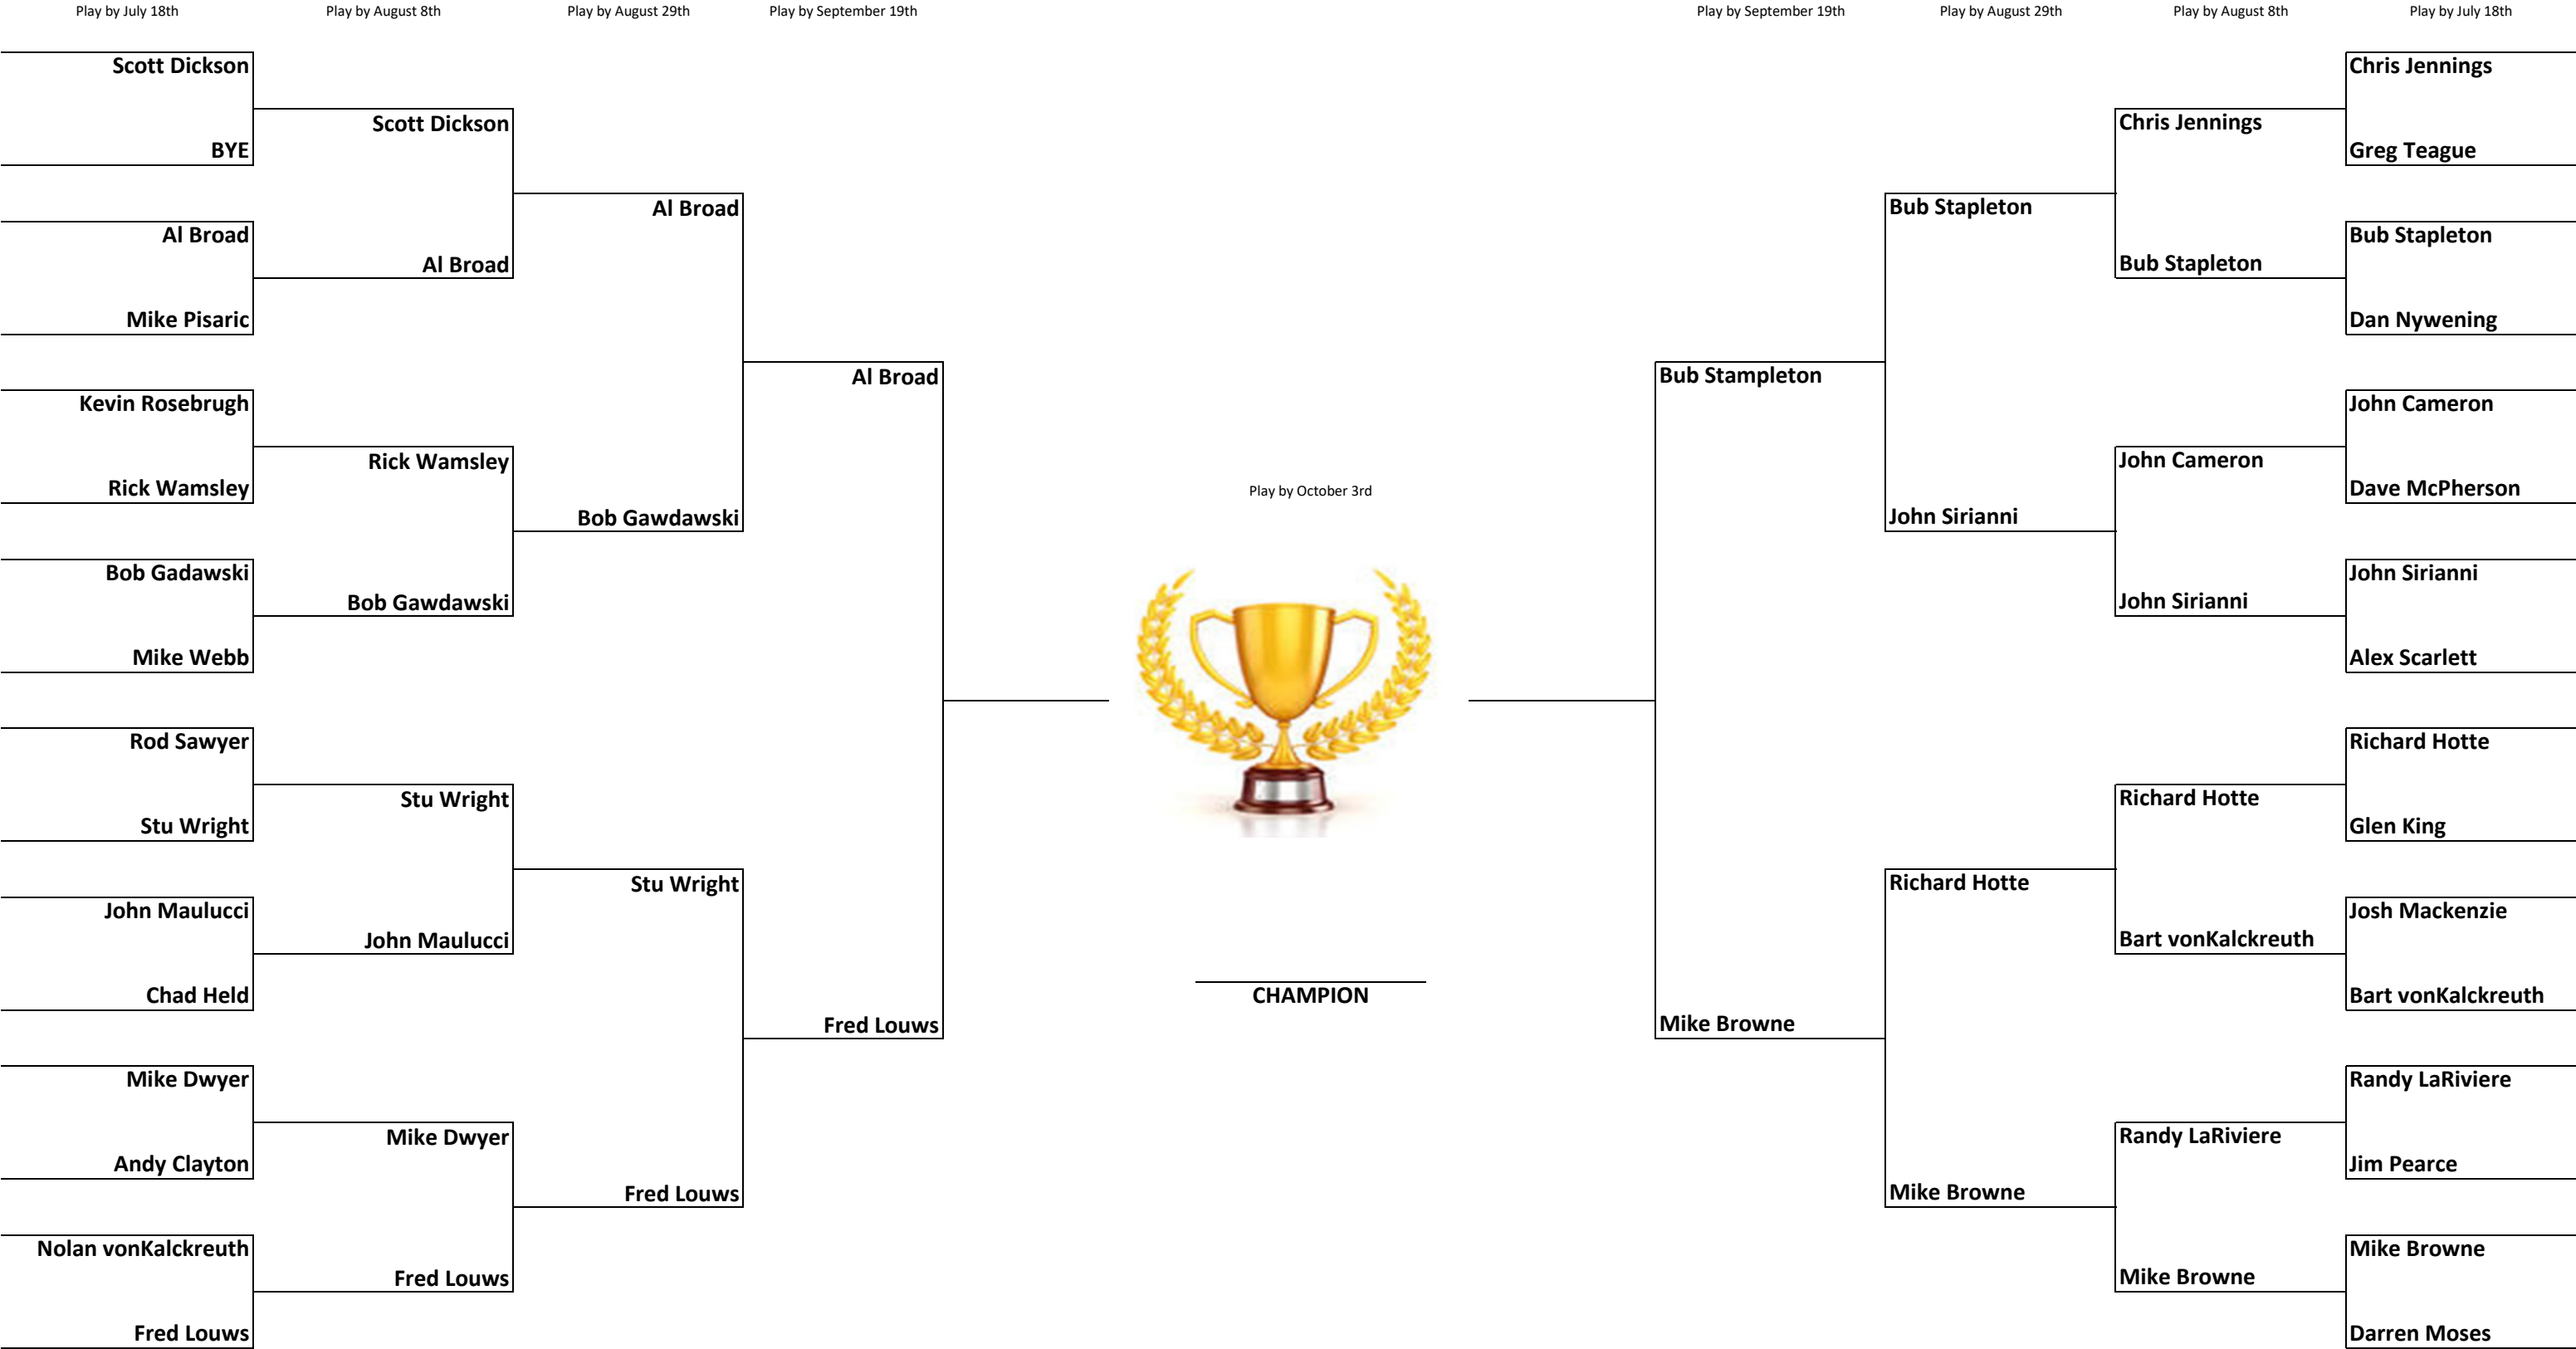 Play by July 18th
Play by August 8th
Play by August 29th
Play by September 19th
Play by September 19th
Play by August 29th
Play by August 8th
Play by July 18th
Scott Dickson
BYE
Al Broad
Mike Pisaric
Kevin Rosebrugh
Rick Wamsley
Bob Gadawski
Mike Webb
Rod Sawyer
Stu Wright
John Maulucci
Chad Held
Mike Dwyer
Andy Clayton
Nolan vonKalckreuth
Fred Louws
Scott Dickson
Al Broad
Rick Wamsley
Bob Gawdawski
Stu Wright
John Maulucci
Mike Dwyer
Fred Louws
Al Broad
Bob Gawdawski
Stu Wright
Fred Louws
Al Broad
Fred Louws
Play by October 3rd
CHAMPION
Bub Stampleton
Mike Browne
Bub Stapleton
John Sirianni
Richard Hotte
Mike Browne
Chris Jennings
Bub Stapleton
John Cameron
John Sirianni
Richard Hotte
Bart vonKalckreuth
Randy LaRiviere
Mike Browne
Chris Jennings
Greg Teague
Bub Stapleton
Dan Nywening
John Cameron
Dave McPherson
John Sirianni
Alex Scarlett
Richard Hotte
Glen King
Josh Mackenzie
Bart vonKalckreuth
Randy LaRiviere
Jim Pearce
Mike Browne
Darren Moses